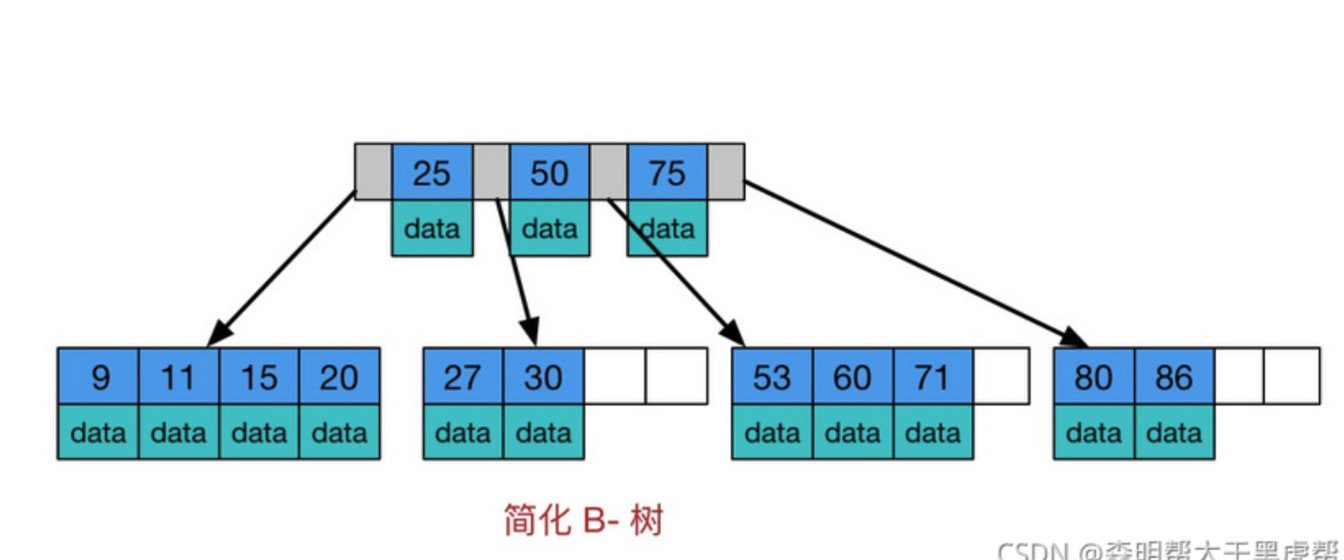 25 50 75
data data data
9 11 15 20 27 30 53 60 71 80 86
data data data data data data data data data data data
简化 B- 树
CSDN @森明帮大于黑虎帮